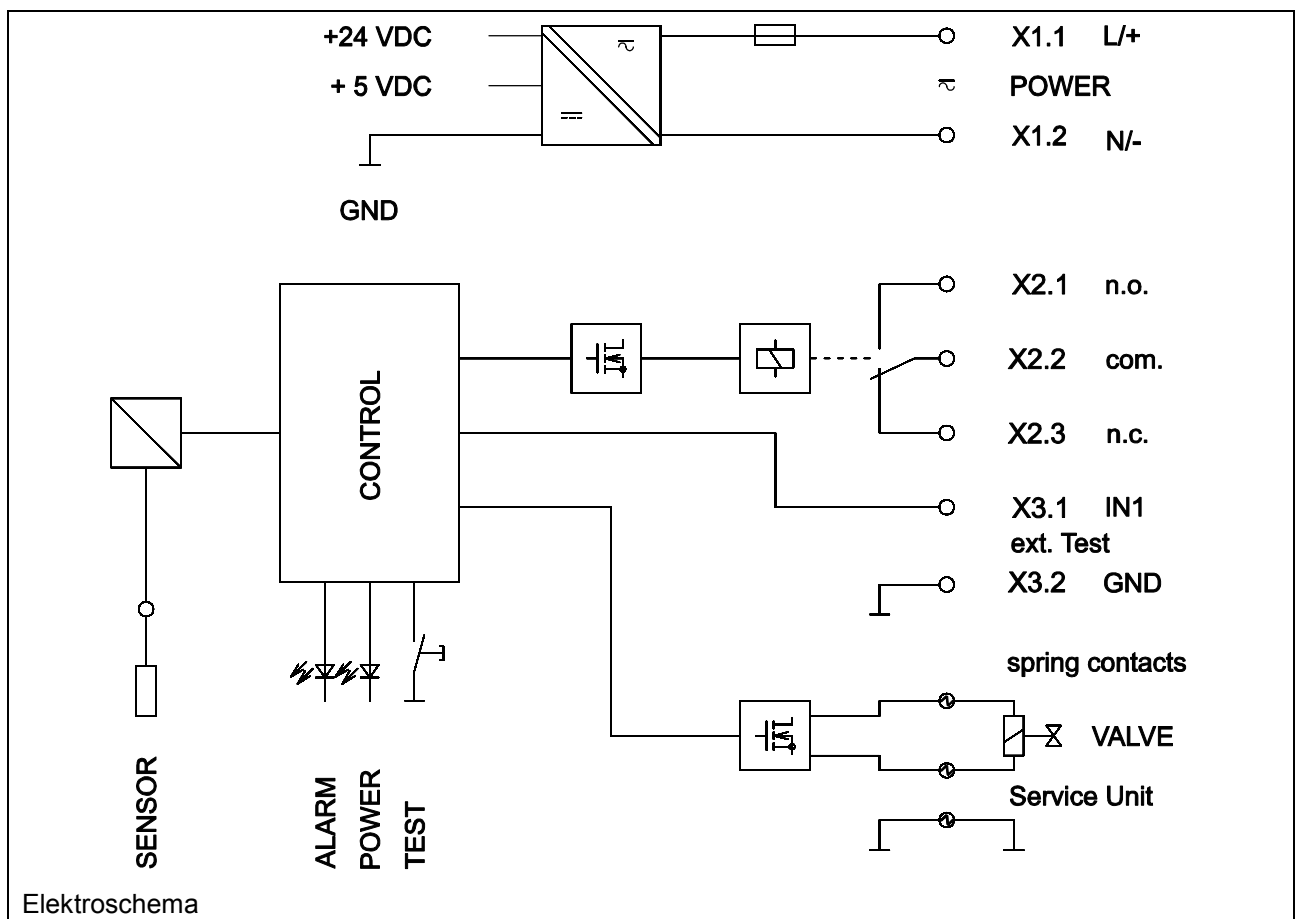 +24 VDC
X1.1 L/+
+ 5 VDC
POWER
X1.2 N/-
GND
X2.1 n.o.
X2.2 com.
X2.3 n.c.
CONTROL
X3.1 IN1
ext. Test
X3.2 GND
spring contacts
VALVE
Service Unit
SENSOR
ALARM
POWER
TEST
Elektroschema